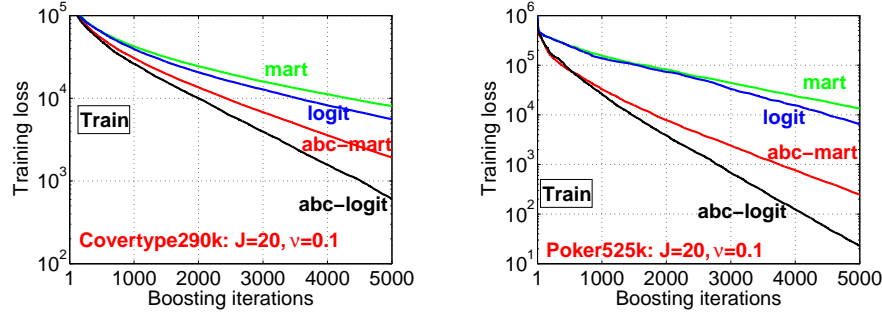 10^5
10^4
10^3
10^2
Training loss
mart
logit
Train
abc−mart
abc−logit
Covertype290k: J=20, ν=0.1
1 1000 2000 3000 4000 5000
Boosting iterations
10^6
10^5
10^4
10^3
10^2
10^1
Training loss
mart
logit
abc−mart
Train
abc−logit
Poker525k: J=20, ν=0.1
1 1000 2000 3000 4000 5000
Boosting iterations